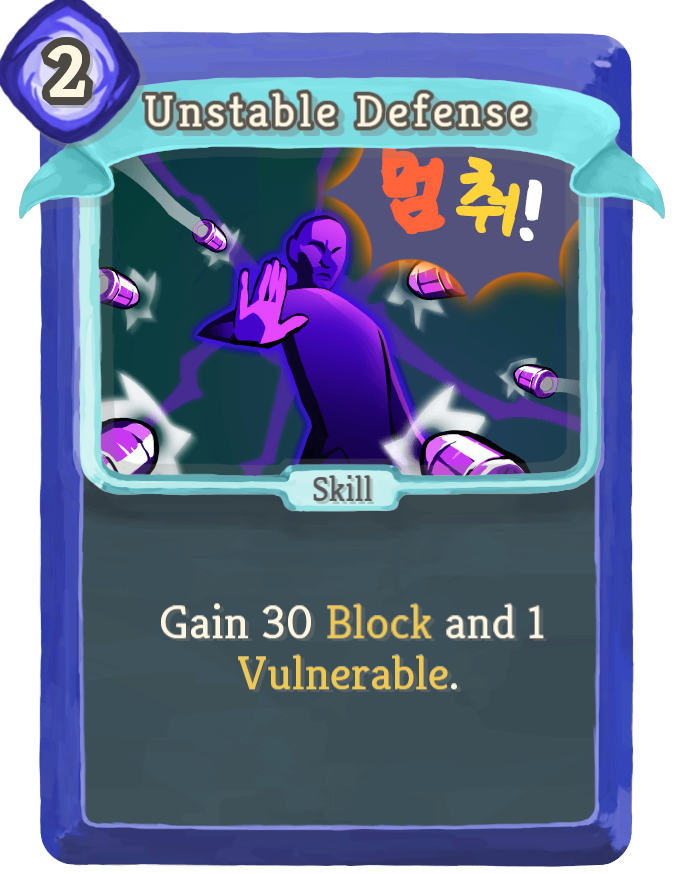 2
Unstable Defense
멈춰!
Skill
Gain 30 Block and 1
Vulnerable.